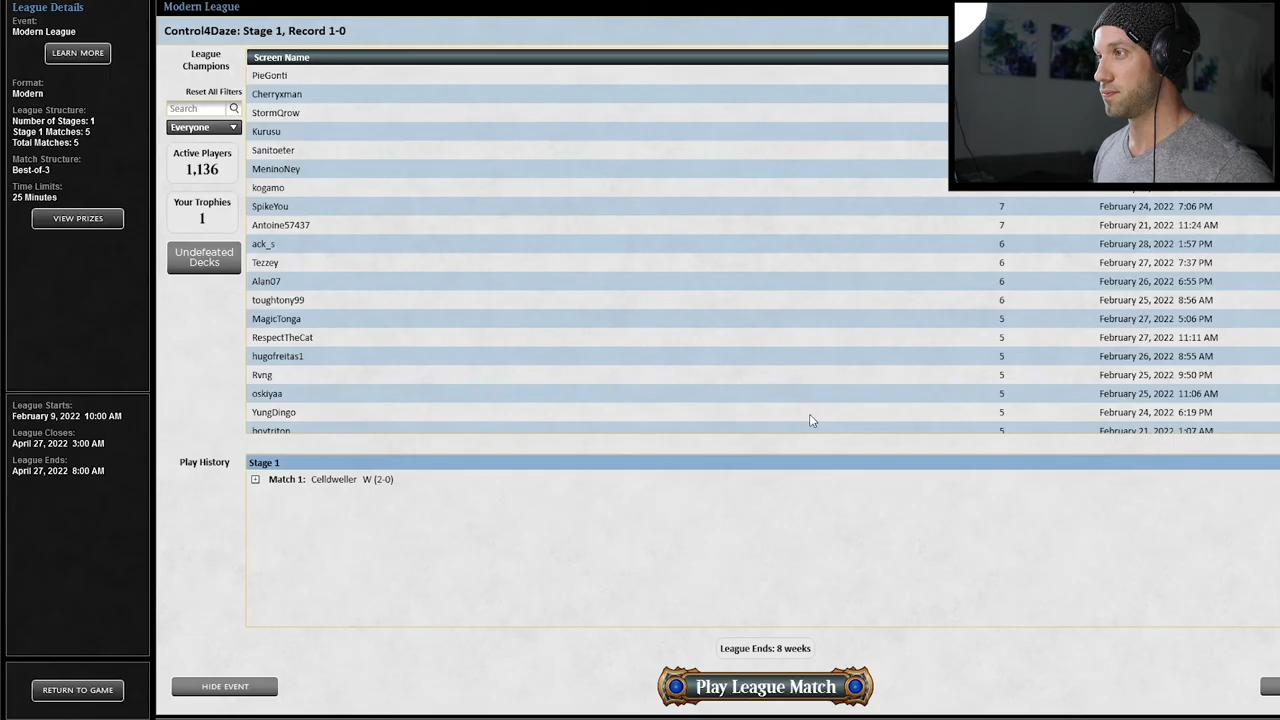 League Details
Event:
Modern League
LEARN MORE
Format:
Modern
League Structure:
Number of Stages: 1
Stage 1 Matches: 5
Total Matches: 5
Match Structure:
Best-of-3
Time Limits:
25 Minutes
VIEW PRIZES
League Starts:
February 9, 2022 10:00 AM
League Closes:
April 27, 2022 3:00 AM
League Ends:
April 27, 2022 8:00 AM
RETURN TO GAME
Modern League
Control4Daze: Stage 1, Record 1-0
League
Champions
Reset All Filters
Search
Everyone
Active Players
1,136
Your Trophies
1
Undefeated
Decks
Screen Name
PieGonti
Cherryxman
StormQrow
Kurusu
Sanitoeter
MeninoNey
kogamo
SpikeYou 7 February 24, 2022 7:06 PM
Antoine57437 7 February 21, 2022 11:24 AM
ack_s 6 February 28, 2022 1:57 PM
Tezzey 6 February 27, 2022 7:37 PM
Alan07 6 February 26, 2022 6:55 PM
toughtony99 6 February 25, 2022 8:56 AM
MagicTonga 5 February 27, 2022 5:06 PM
RespectTheCat 5 February 27, 2022 11:11 AM
hugofreitas1 5 February 26, 2022 8:55 AM
Rvng 5 February 25, 2022 9:50 PM
oskiyaa 5 February 25, 2022 11:06 AM
YungDingo 5 February 24, 2022 6:19 PM
boytriton 5 February 21, 2022 1:07 AM
Play History
Stage 1
Match 1: Celldweller W (2-0)
League Ends: 8 weeks
HIDE EVENT
Play League Match